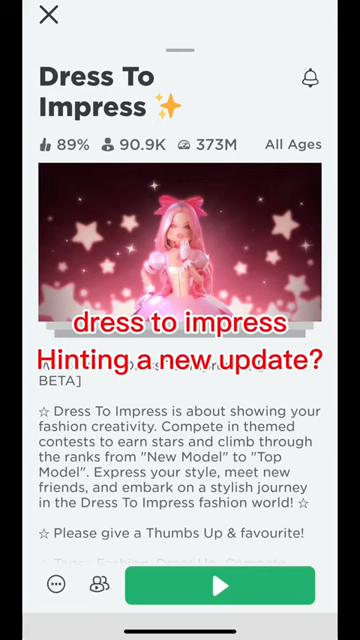 Dress To
Impress ✨
89% 90.9K 373M All Ages
dress to impress
Hinting a new update?
BETA]
☆ Dress To Impress is about showing your
fashion creativity. Compete in themed
contests to earn stars and climb through
the ranks from "New Model" to "Top
Model". Express your style, meet new
friends, and embark on a stylish journey
in the Dress To Impress fashion world! ☆
☆ Please give a Thumbs Up & favourite!